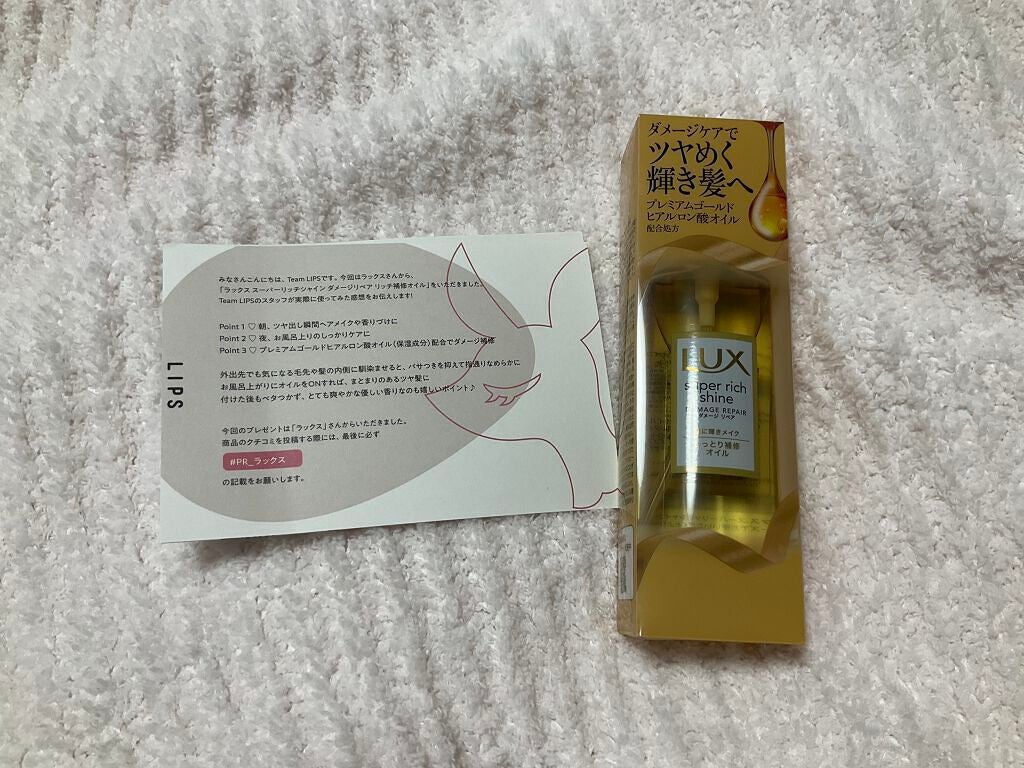 みなさんこんにちは、Team LIPSです。今回はラックスさんから、
「ラックス スーパーリッチシャイン ダメージリペア リッチ補修オイル」をいただきました。
Team LIPSのスタッフが実際に使ってみた感想をお伝えします!
Point 1 ♡ 朝、ツヤ出し瞬間ヘアメイクや香りづけに
Point 2 ♡ 夜、お風呂上りのしっかりケアに
Point 3 ♡ プレミアムゴールドヒアルロン酸オイル(保湿成分)配合でダメージ補修
外出先でも気になる毛先や髪の内側に馴染ませると、パサつきを抑えて指通りなめらかに
お風呂上がりにオイルをONすれば、まとまりのあるツヤ髪に
付けた後もベタつかず、とても爽やかな優しい香りなのも嬉しいポイント♪
今回のプレゼントは「ラックス」さんからいただきました。
商品のクチコミを投稿する際には、最後に必ず
#PR_ラックス
の記載をお願いします。
LIPS
ダメージケアで
ツヤめく
輝き髪へ
プレミアムゴールド
ヒアルロン酸オイル
配合処方
LUX
super rich
shine
DAMAGE REPAIR
ダメージ リペア
に輝きメイク
っとり補修
オイル